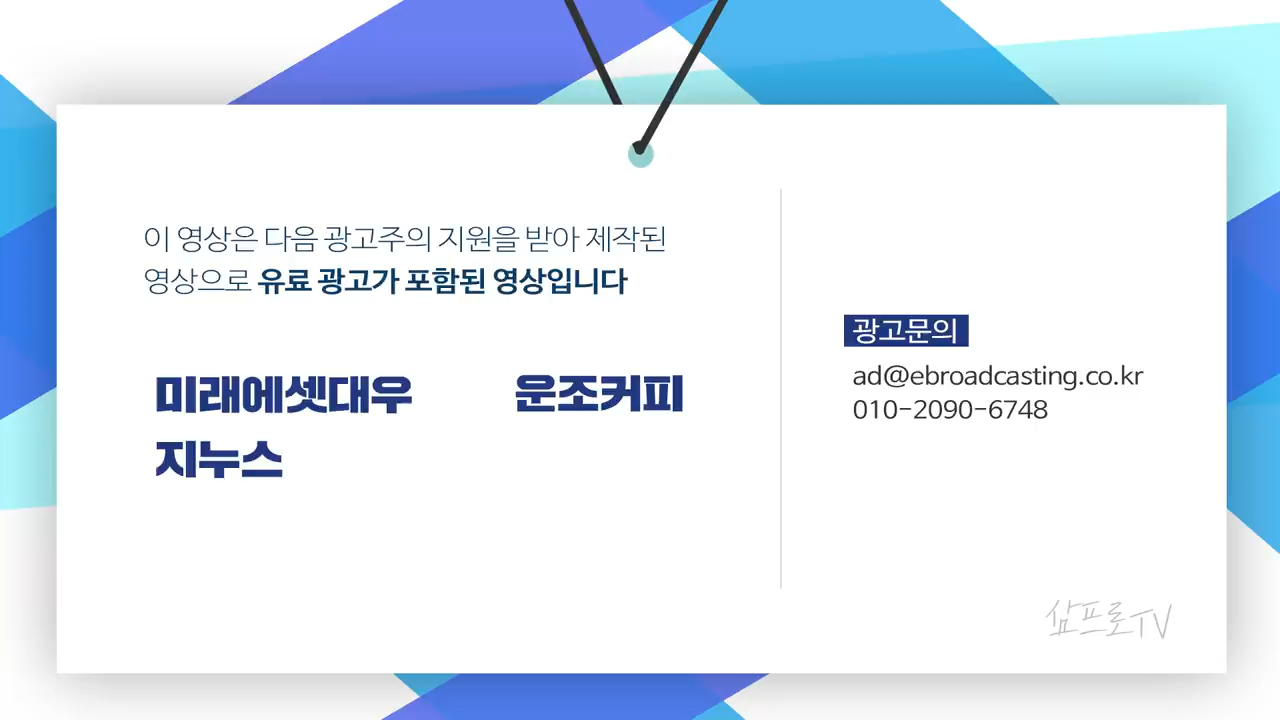 이 영상은 다음 광고주의 지원을 받아 제작된
영상으로 유료 광고가 포함된 영상입니다
미래에셋대우 운조커피
지누스
광고문의
ad@ebroadcasting.co.kr
010-2090-6748
삼프로TV